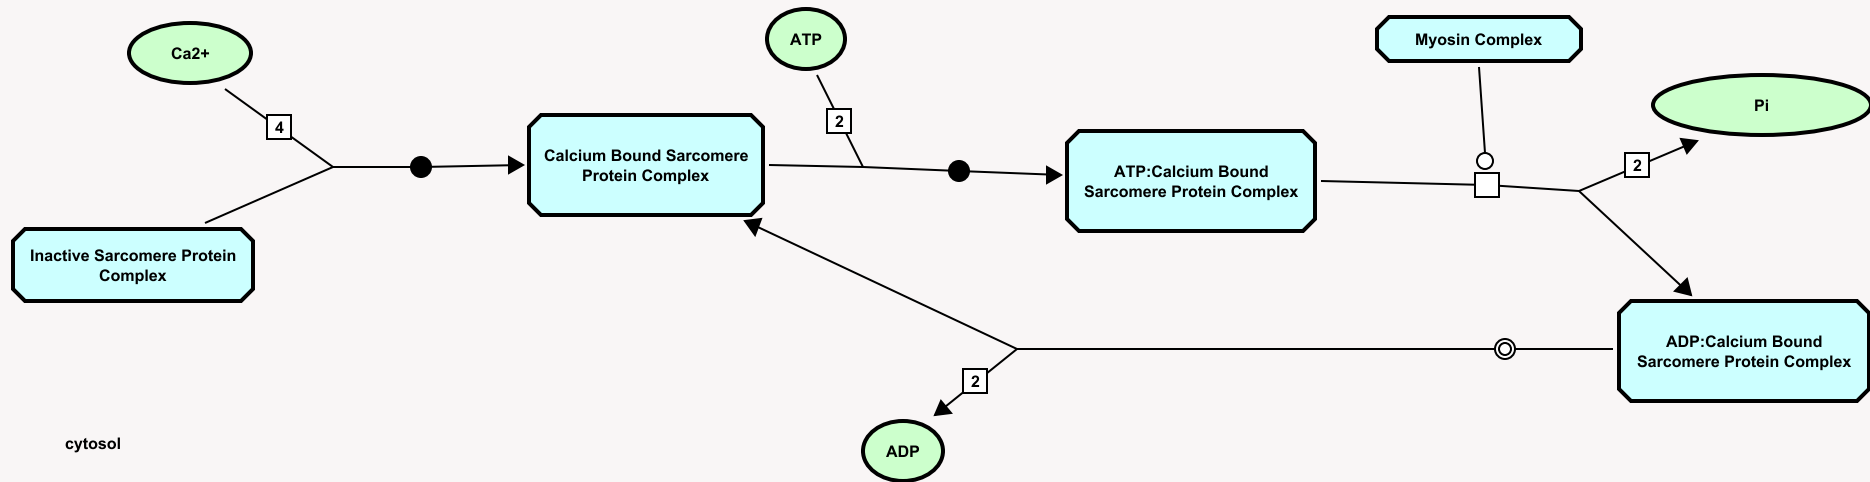 Ca2+
ATP
Myosin Complex
Pi
4
2
2
Calcium Bound Sarcomere
Protein Complex
ATP:Calcium Bound
Sarcomere Protein Complex
Inactive Sarcomere Protein
Complex
ADP:Calcium Bound
Sarcomere Protein Complex
2
ADP
cytosol